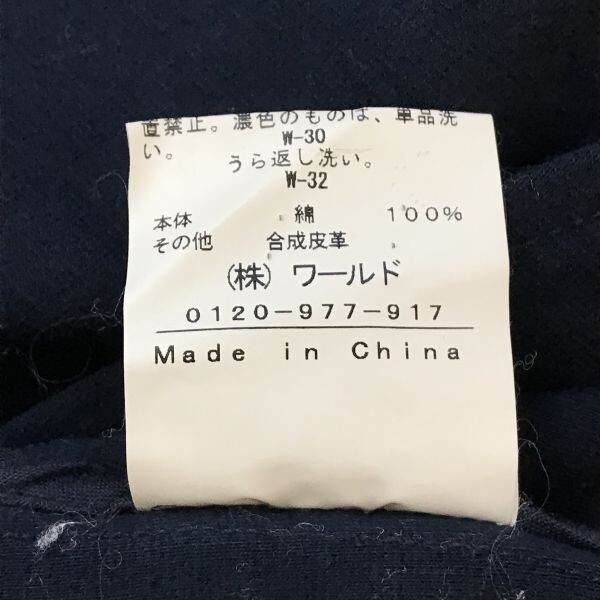 置禁止。濃色のものは、単品洗
い。
W-30
うら返し洗い。
W-32
本体 綿 100%
その他 合成皮革
(株) ワールド
0120-977-917
Made in China